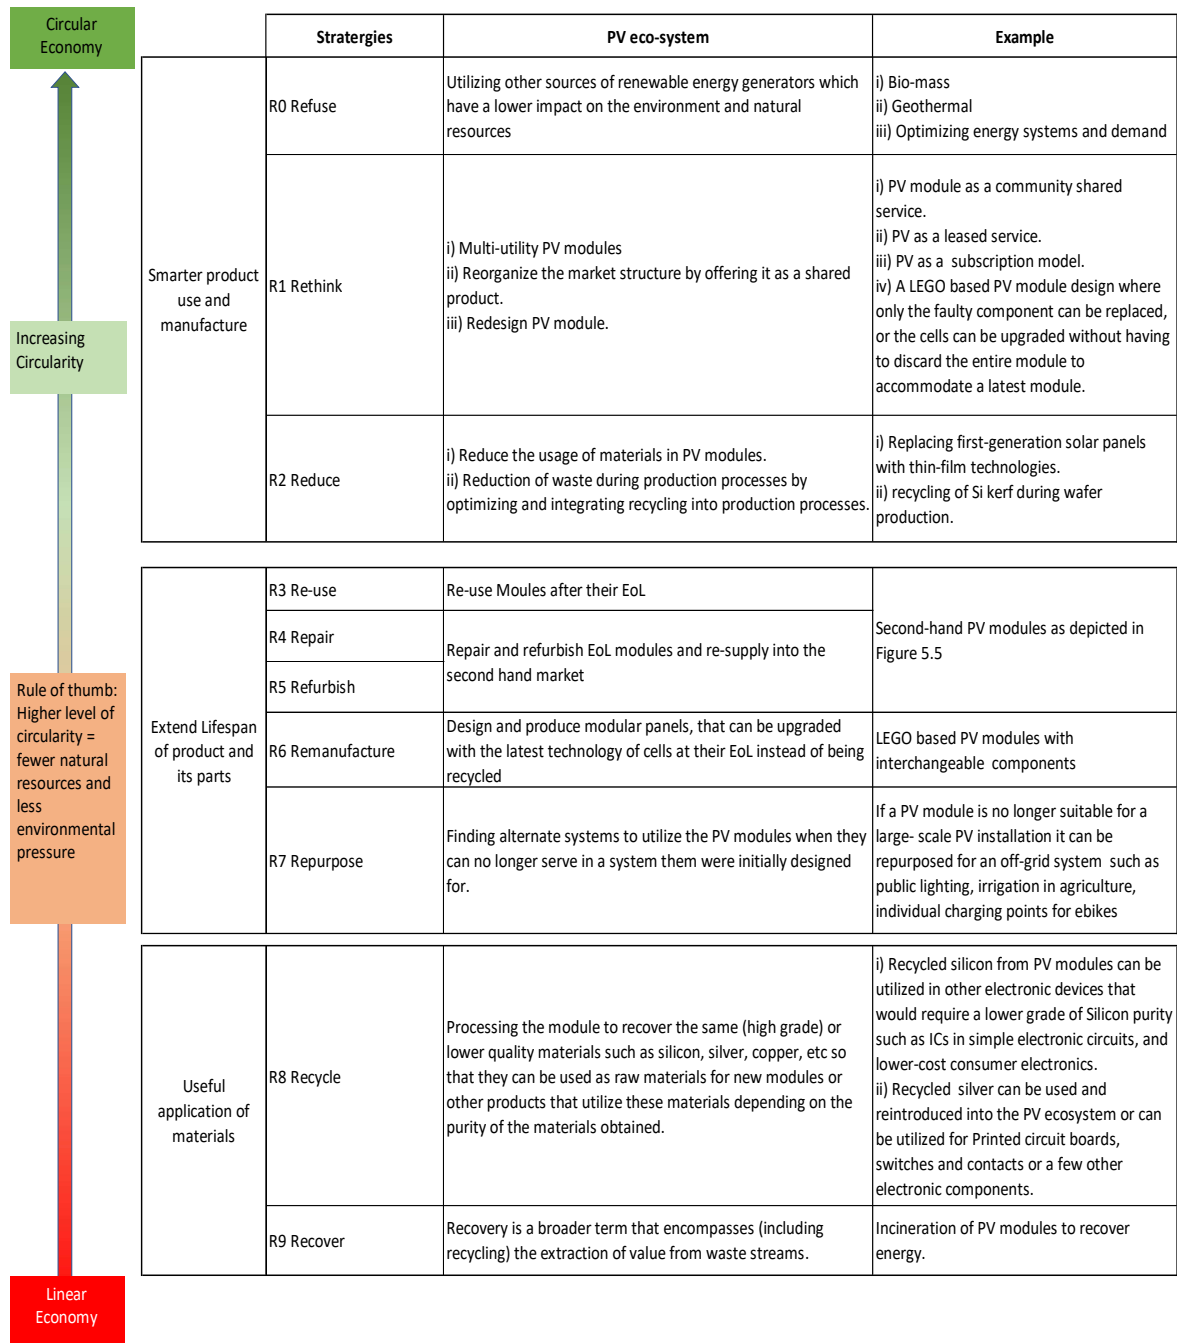 Circular
Economy
Increasing
Circularity
Rule of thumb:
Higher level of
circularity =
fewer natural
resources and
less
environmental
pressure
Linear
Economy
Stratergies
PV eco-system
Example
Smarter product
use and
manufacture
R0 Refuse
Utilizing other sources of renewable energy generators which
have a lower impact on the environment and natural
resources
i) Bio-mass
ii) Geothermal
iii) Optimizing energy systems and demand
R1 Rethink
i) Multi-utility PV modules
ii) Reorganize the market structure by offering it as a shared
product.
iii) Redesign PV module.
i) PV module as a community shared
service.
ii) PV as a leased service.
iii) PV as a subscription model.
iv) A LEGO based PV module design where
only the faulty component can be replaced,
or the cells can be upgraded without having
to discard the entire module to
accommodate a latest module.
R2 Reduce
i) Reduce the usage of materials in PV modules.
ii) Reduction of waste during production processes by
optimizing and integrating recycling into production processes.
i) Replacing first-generation solar panels
with thin-film technologies.
ii) recycling of Si kerf during wafer
production.
Extend Lifespan
of product and
its parts
R3 Re-use
Re-use Moules after their EoL
R4 Repair
R5 Refurbish
Repair and refurbish EoL modules and re-supply into the
second hand market
Second-hand PV modules as depicted in
Figure 5.5
R6 Remanufacture
Design and produce modular panels, that can be upgraded
with the latest technology of cells at their EoL instead of being
recycled
LEGO based PV modules with
interchangeable components
R7 Repurpose
Finding alternate systems to utilize the PV modules when they
can no longer serve in a system them were initially designed
for.
If a PV module is no longer suitable for a
large- scale PV installation it can be
repurposed for an off-grid system such as
public lighting, irrigation in agriculture,
individual charging points for ebikes
Useful
application of
materials
R8 Recycle
Processing the module to recover the same (high grade) or
lower quality materials such as silicon, silver, copper, etc so
that they can be used as raw materials for new modules or
other products that utilize these materials depending on the
purity of the materials obtained.
i) Recycled silicon from PV modules can be
utilized in other electronic devices that
would require a lower grade of Silicon purity
such as ICs in simple electronic circuits, and
lower-cost consumer electronics.
ii) Recycled silver can be used and
reintroduced into the PV ecosystem or can
be utilized for Printed circuit boards,
switches and contacts or a few other
electronic components.
R9 Recover
Recovery is a broader term that encompasses (including
recycling) the extraction of value from waste streams.
Incineration of PV modules to recover
energy.